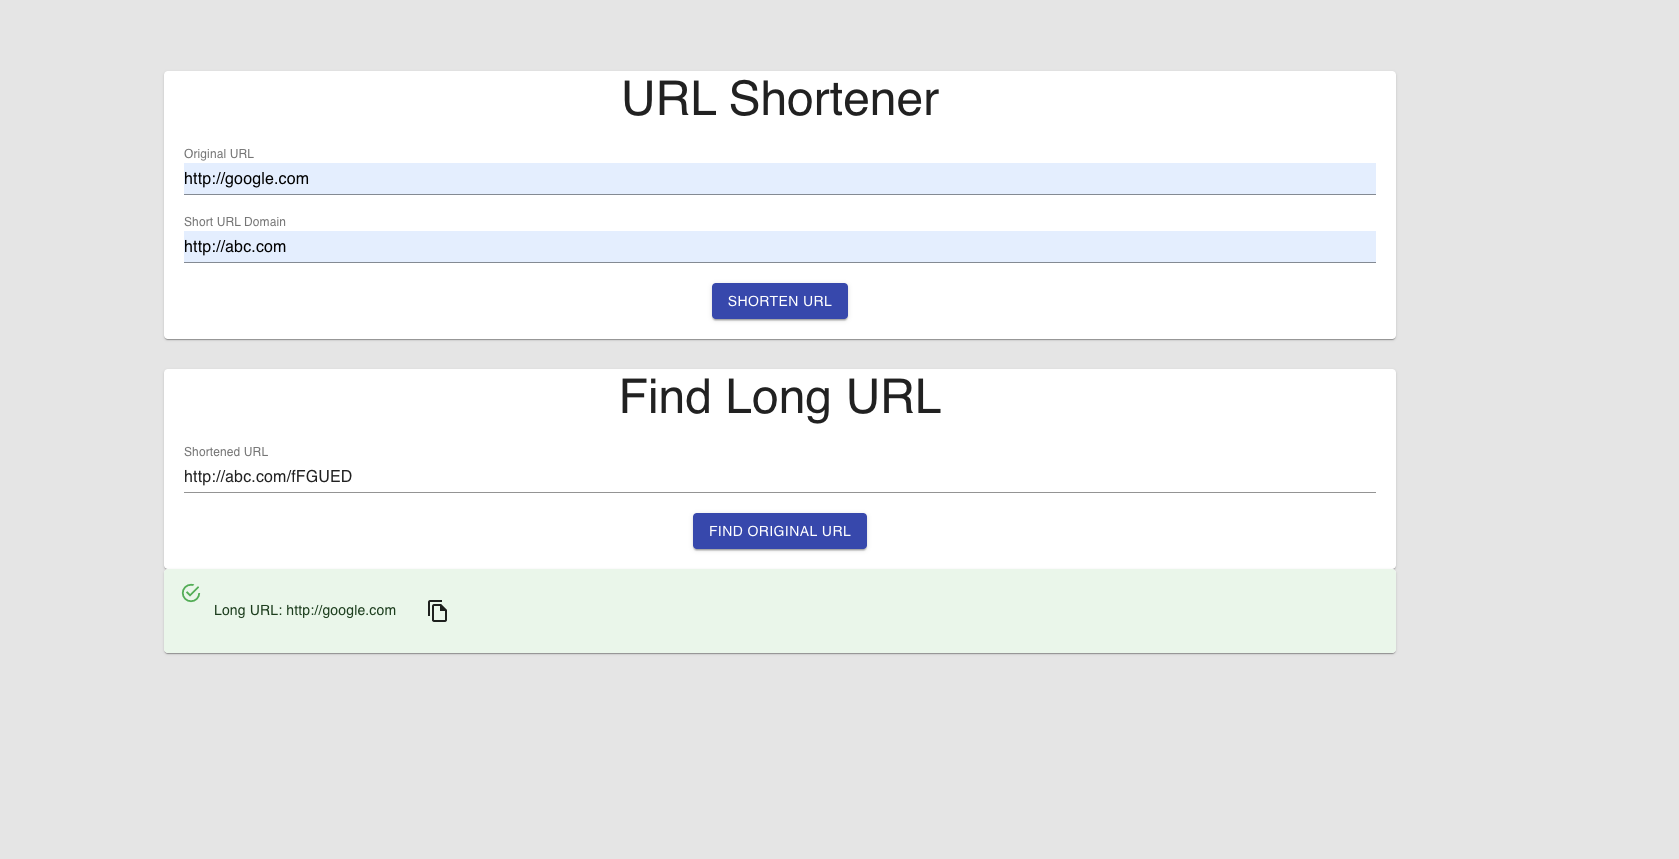 URL Shortener
Original URL
http://google.com
Short URL Domain
http://abc.com
SHORTEN URL
Find Long URL
Shortened URL
http://abc.com/fFGUED
FIND ORIGINAL URL
Long URL: http://google.com